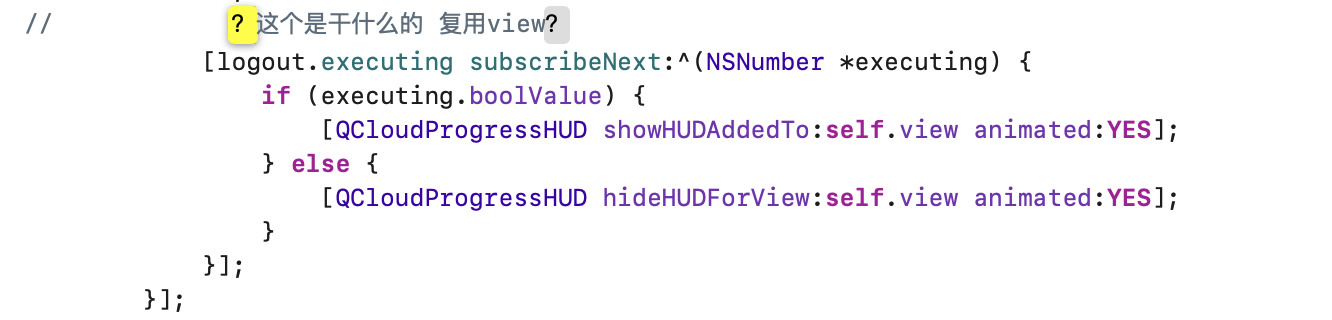 // ?这个是干什么的 复用view?
[logout.executing subscribeNext:^(NSNumber *executing) {
if (executing.boolValue) {
[QCloudProgressHUD showHUDAddedTo:self.view animated:YES];
} else {
[QCloudProgressHUD hideHUDForView:self.view animated:YES];
}
}];
}];